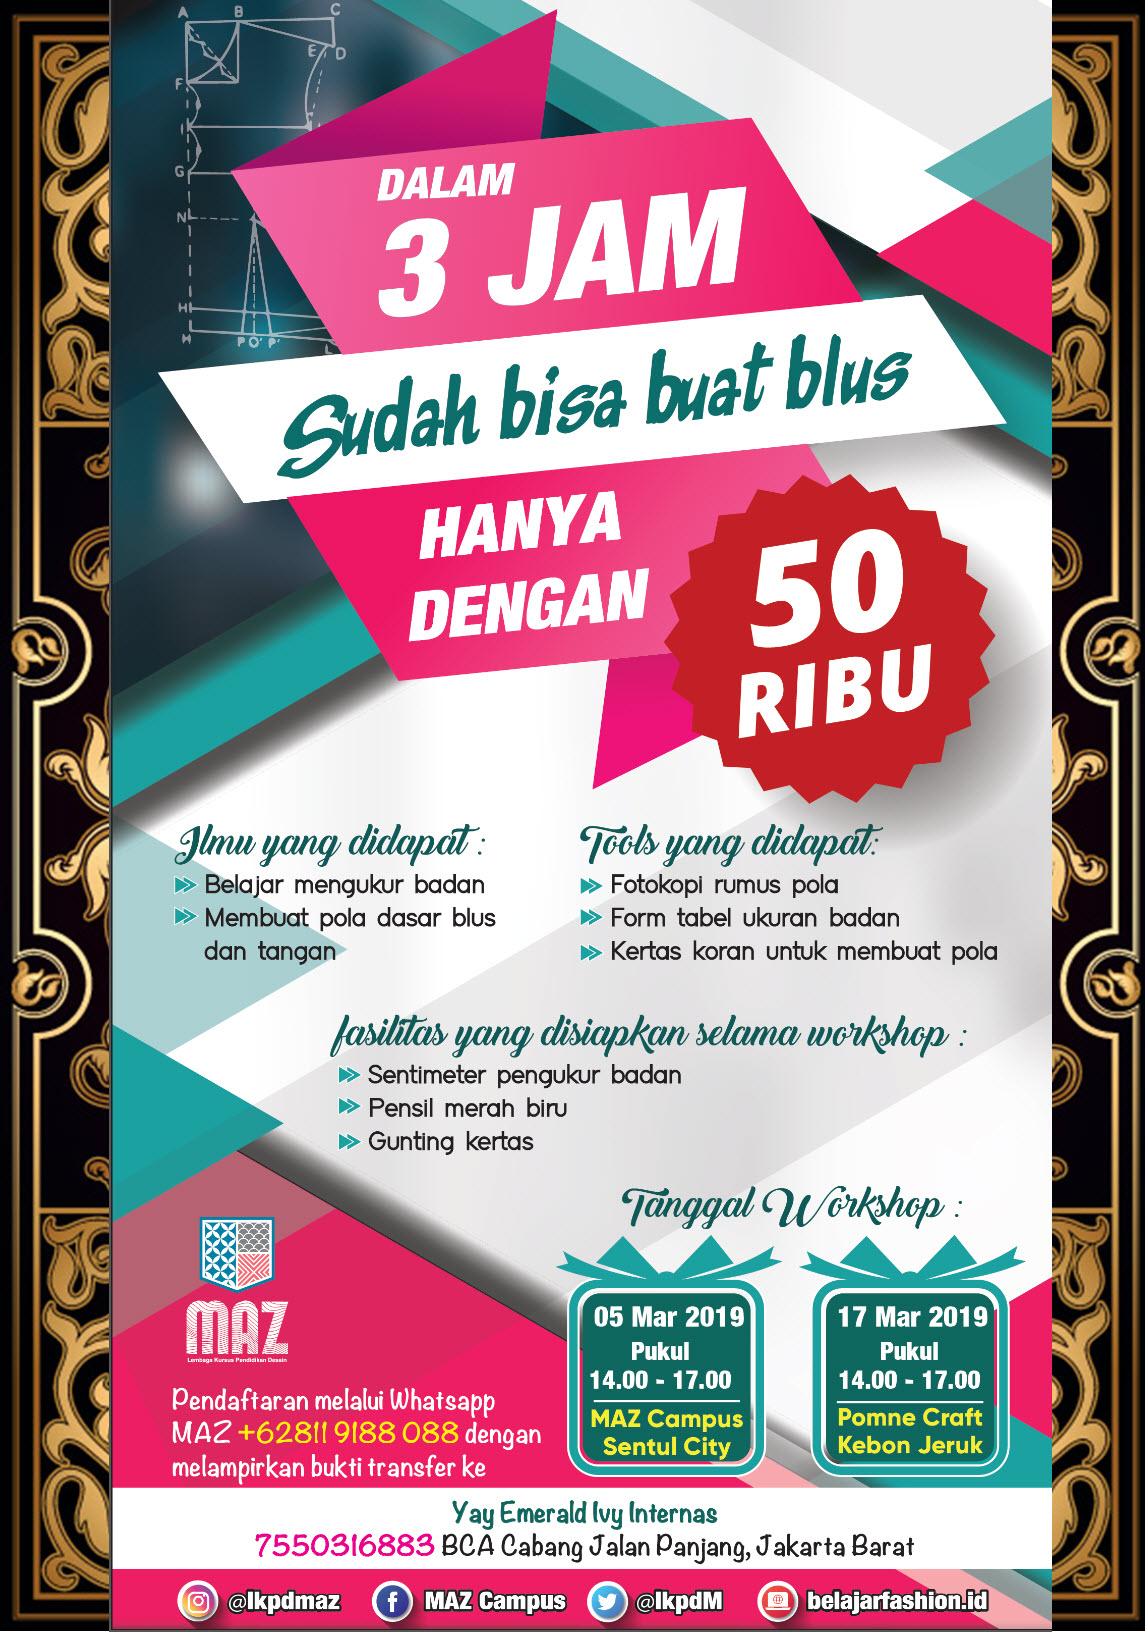 A B C
E D
F
I
G
N
H
H P O' P' L
DALAM
3 JAM
Sudah bisa buat blus
HANYA
DENGAN
50
RIBU
Ilmu yang didapat :
Belajar mengukur badan
Membuat pola dasar blus
dan tangan
Tools yang didapat:
Fotokopi rumus pola
Form tabel ukuran badan
Kertas koran untuk membuat pola
fasilitas yang disiapkan selama workshop :
Sentimeter pengukur badan
Pensil merah biru
Gunting kertas
Tanggal Workshop :
05 Mar 2019
Pukul
14.00 - 17.00
MAZ Campus
Sentul City
17 Mar 2019
Pukul
14.00 - 17.00
Pomne Craft
Kebon Jeruk
MAZ
Lembaga Kursus Pendidikan Desain
Pendaftaran melalui Whatsapp
MAZ +62811 9188 088 dengan
melampirkan bukti transfer ke
Yay Emerald Ivy Internas
7550316883 BCA Cabang Jalan Panjang, Jakarta Barat
@lkpdmaz MAZ Campus @lkpdM belajarfashion.id